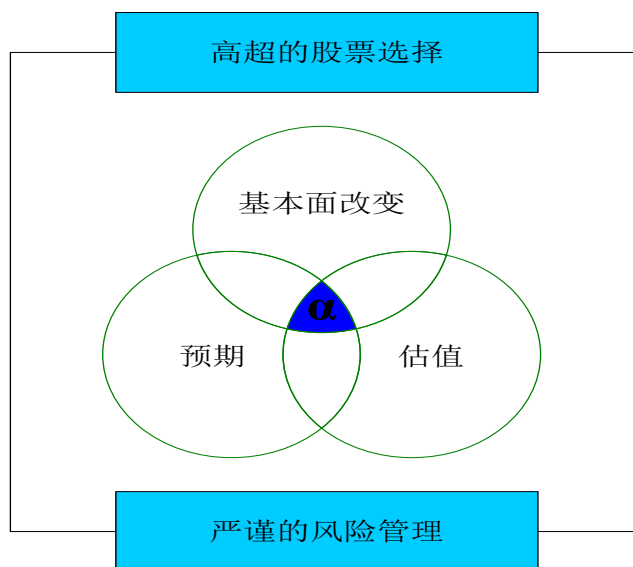 高超的股票选择
基本面改变
α
预期
估值
严谨的风险管理